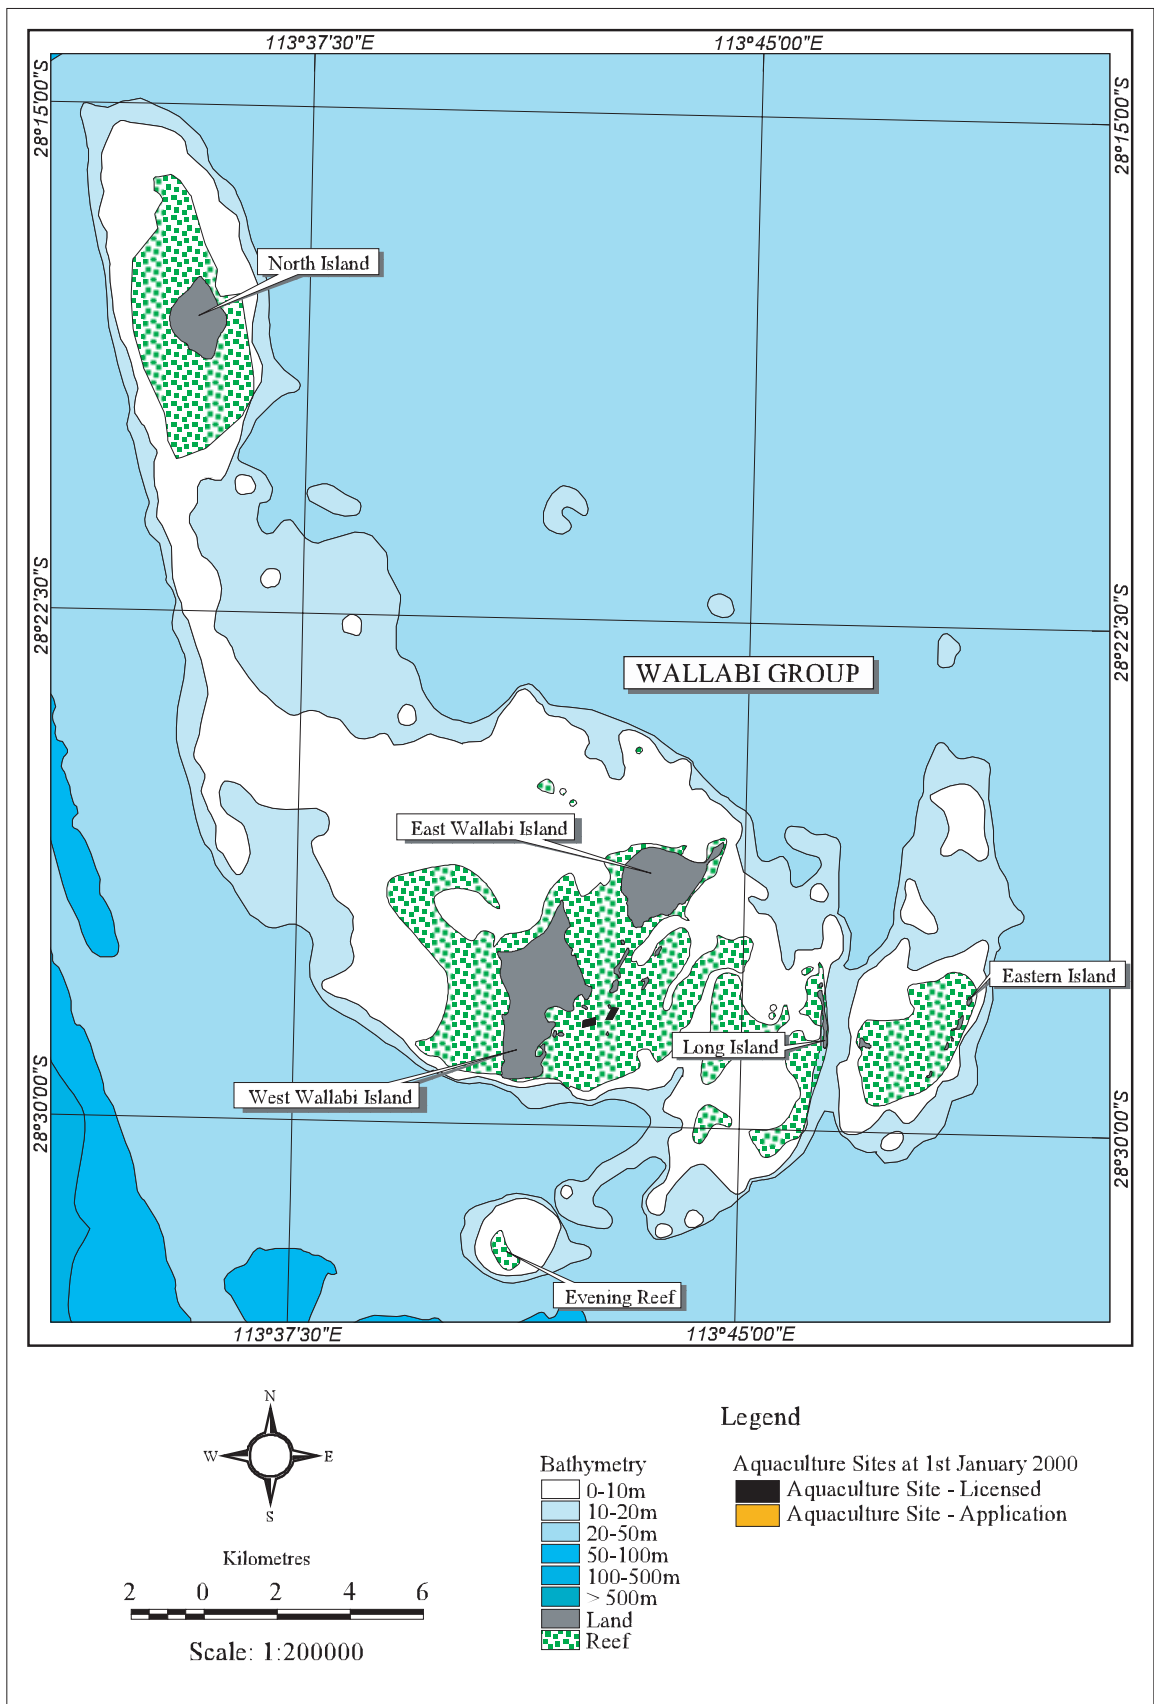 113°37'30"E 113°45'00"E
28°15'00"S 28°15'00"S
North Island
28°22'30"S 28°22'30"S
WALLABI GROUP
East Wallabi Island
Eastern Island
Long Island
West Wallabi Island
28°30'00"S 28°30'00"S
Evening Reef
113°37'30"E 113°45'00"E
N
W E
S
Kilometres
2 0 2 4 6
Scale: 1:200000
Legend
Bathymetry
0-10m
10-20m
20-50m
50-100m
100-500m
> 500m
Land
Reef
Aquaculture Sites at 1st January 2000
Aquaculture Site - Licensed
Aquaculture Site - Application